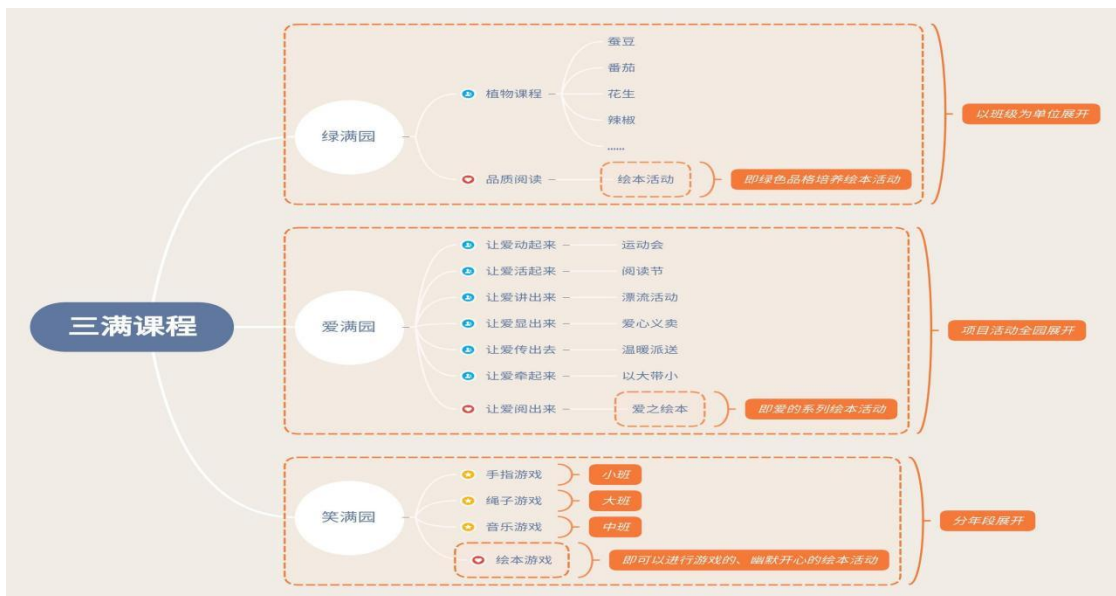 三满课程
绿满园
植物课程
蚕豆
番茄
花生
辣椒
......
品质阅读
绘本活动
即绿色品格培养绘本活动
以班级为单位展开
爱满园
让爱动起来
运动会
让爱活起来
阅读节
让爱讲出来
漂流活动
让爱显出来
爱心义卖
让爱传出去
温暖派送
让爱牵起来
以大带小
让爱阅出来
爱之绘本
即爱的系列绘本活动
项目活动全园展开
笑满园
手指游戏
小班
绳子游戏
大班
音乐游戏
中班
绘本游戏
即可以进行游戏的、幽默开心的绘本活动
分年段展开